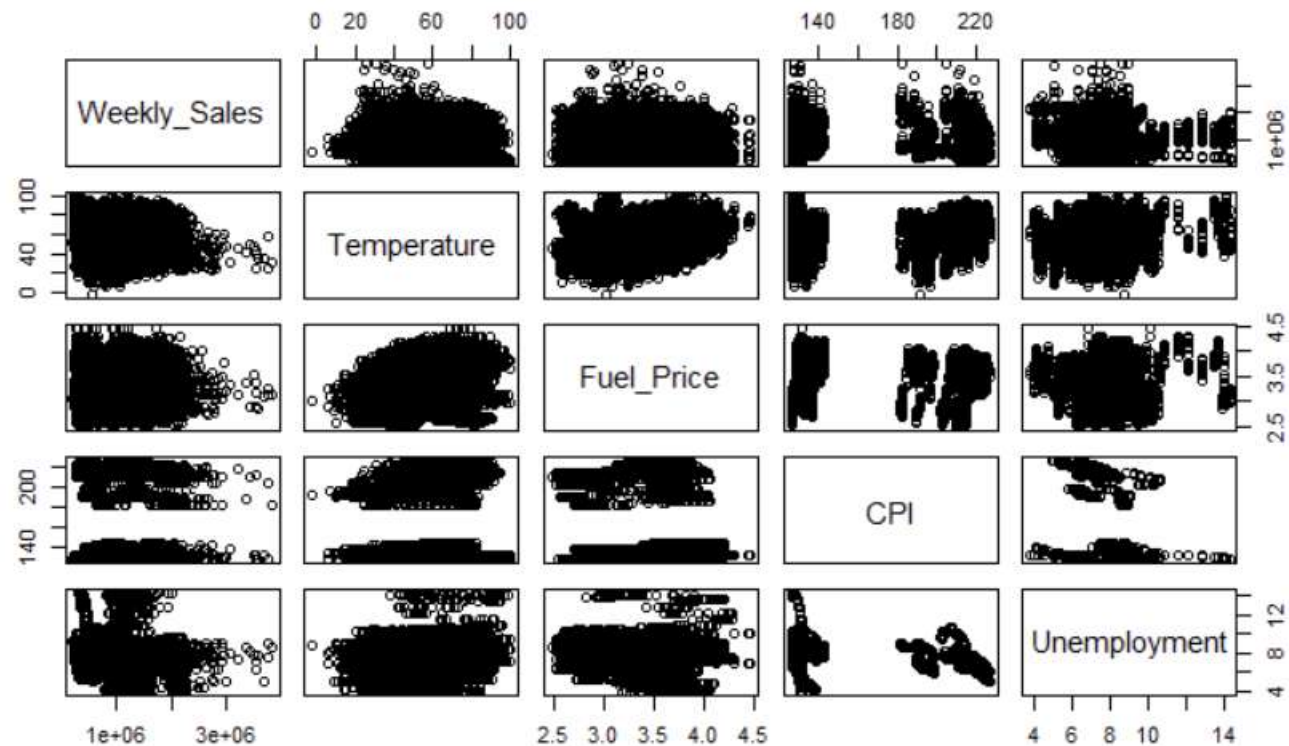 0 20 60 100 140 180 220
Weekly_Sales 1e+06
0 40 100 Temperature
Fuel_Price 2.5 3.5 4.5
140 200 CPI
Unemployment 4 8 12
1e+06 3e+06 2.5 3.0 3.5 4.0 4.5 4 6 8 10 14